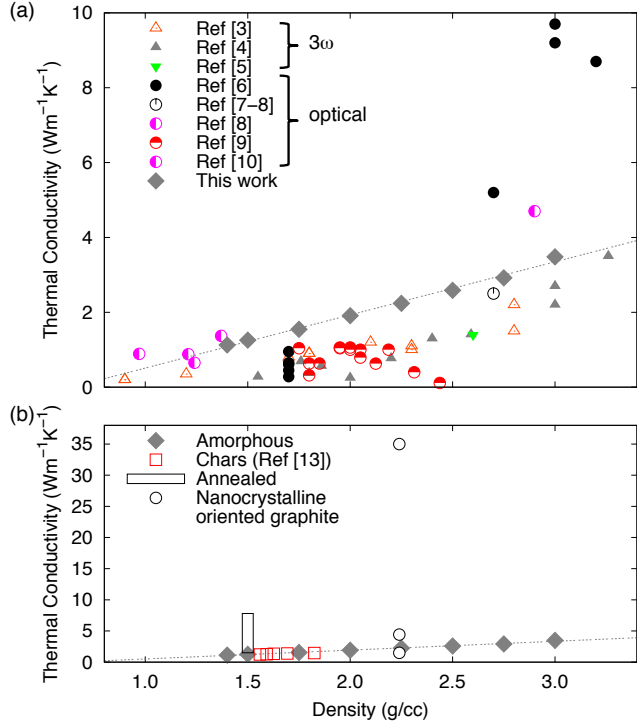 (a)
Thermal Conductivity (Wm⁻¹K⁻¹)
10
8
6
4
2
0
Ref [3]
Ref [4]
Ref [5]
3ω
Ref [6]
Ref [7−8]
Ref [8]
Ref [9]
Ref [10]
optical
This work
(b)
Thermal Conductivity (Wm⁻¹K⁻¹)
35
30
25
20
15
10
5
0
Amorphous
Chars (Ref [13])
Annealed
Nanocrystalline
oriented graphite
1.0 1.5 2.0 2.5 3.0
Density (g/cc)